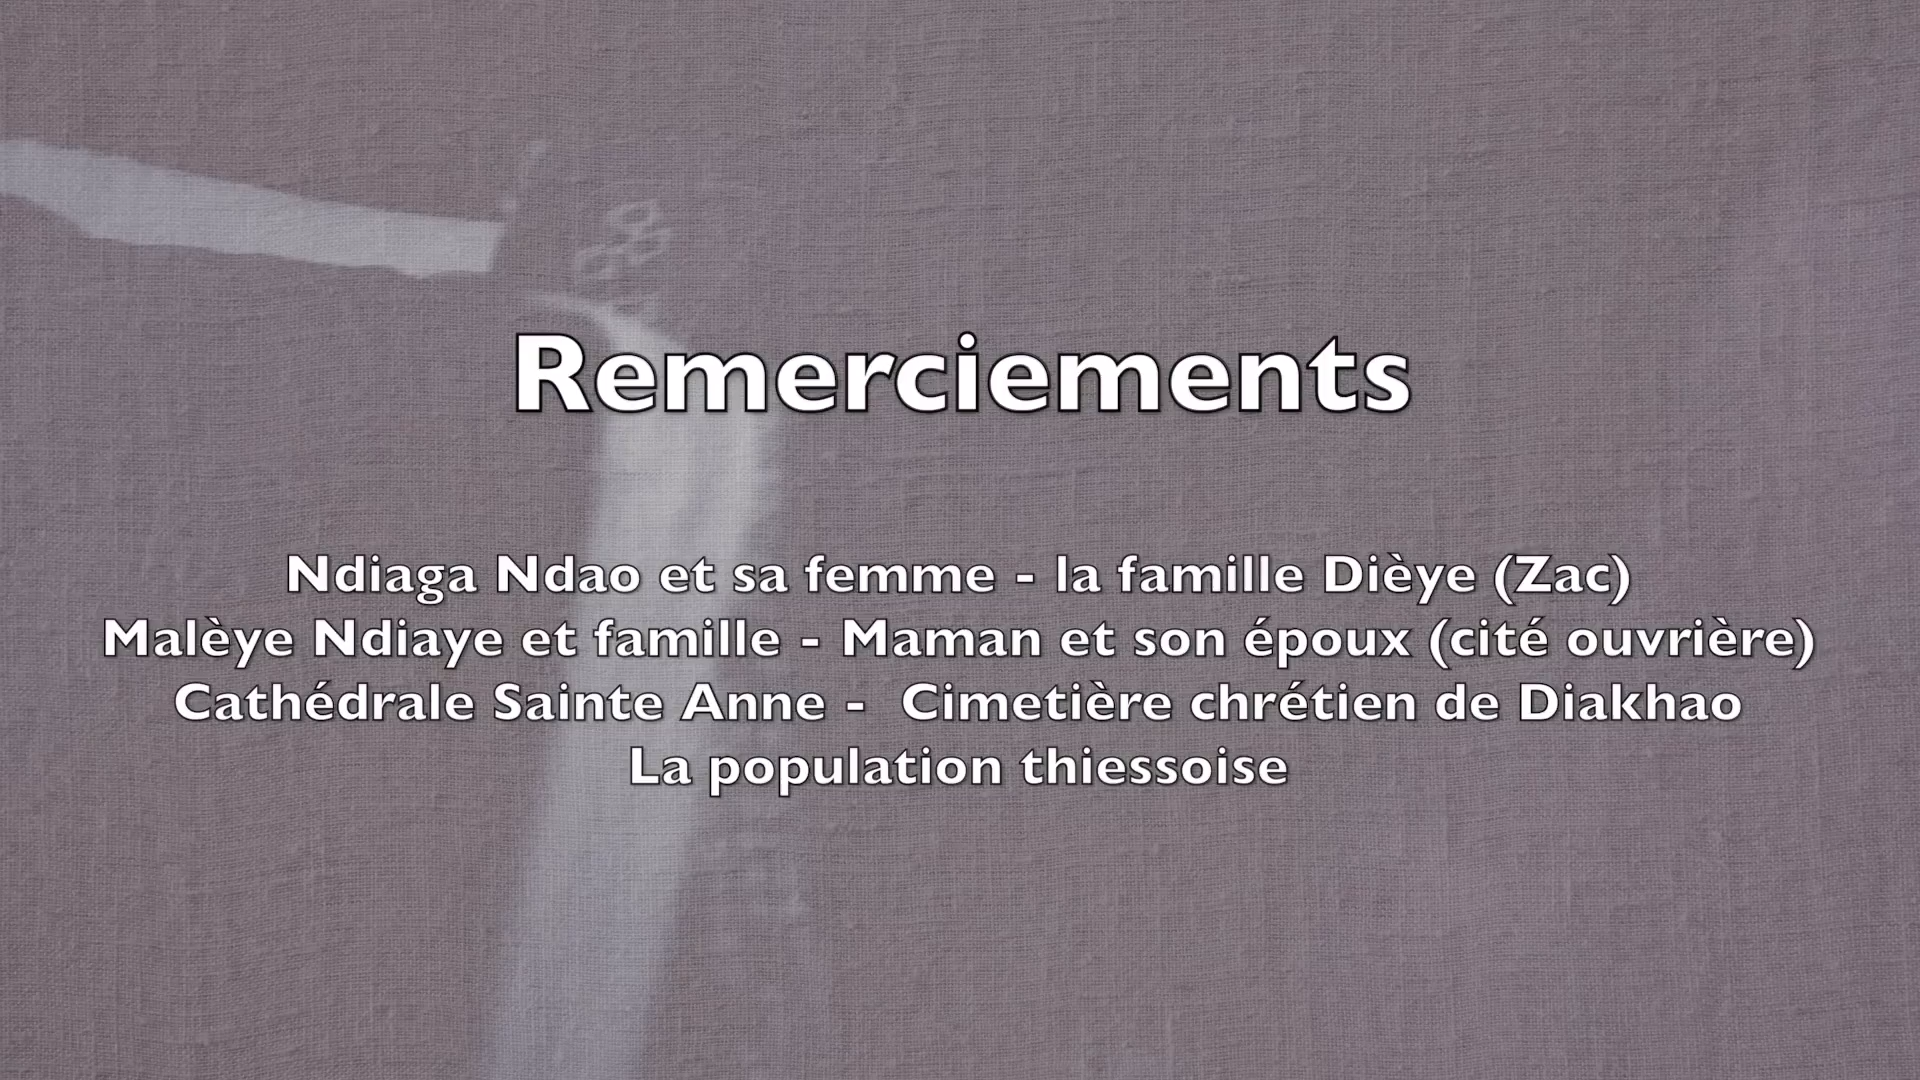 Remerciements
Ndiaga Ndao et sa femme - la famille Dièye (Zac)
Malèye Ndiaye et famille - Maman et son époux (cité ouvrière)
Cathédrale Sainte Anne -  Cimetière chrétien de Diakhao
La population thiessoise